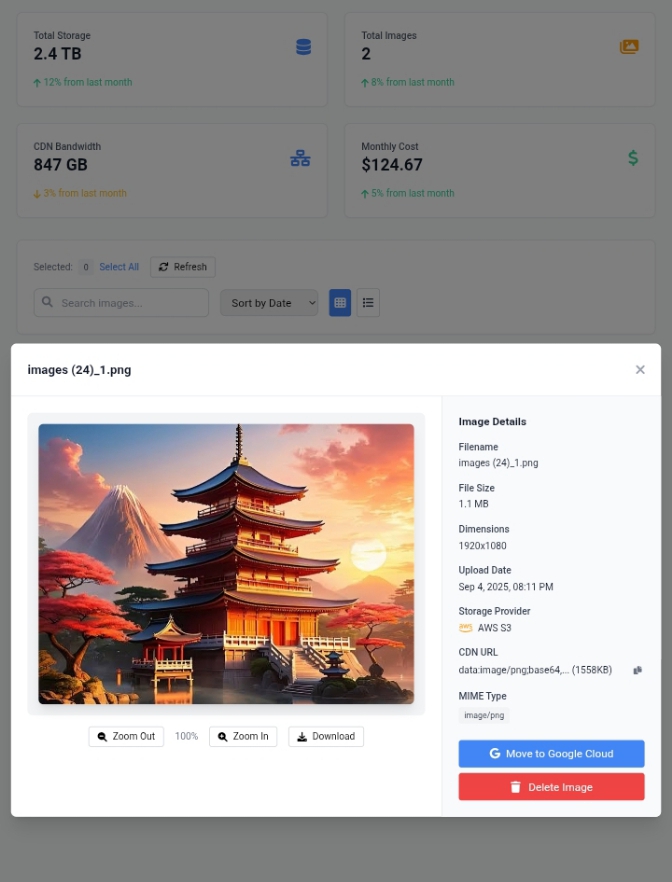 Total Storage
2.4 TB
12% from last month
Total Images
2
8% from last month
CDN Bandwidth
847 GB
3% from last month
Monthly Cost
$124.67
5% from last month
Selected: 0 Select All Refresh
Search images... Sort by Date
images (24)_1.png
Image Details
Filename
images (24)_1.png
File Size
1.1 MB
Dimensions
1920x1080
Upload Date
Sep 4, 2025, 08:11 PM
Storage Provider
aws AWS S3
CDN URL
data:image/png;base64,... (1558KB)
MIME Type
image/png
Zoom Out 100% Zoom In Download
Move to Google Cloud
Delete Image